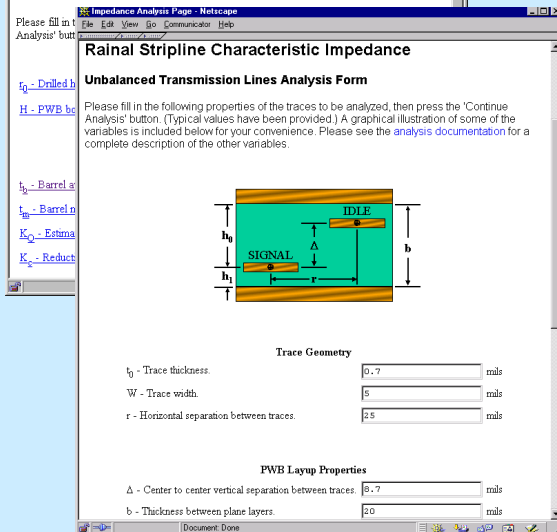 Please fill in t
Analysis' butt
r0 - Drilled h
H - PWB bo
tb - Barrel a
tm - Barrel m
KQ - Estima
Kc - Reducti
Impedance Analysis Page - Netscape
File Edit View Go Communicator Help
Rainal Stripline Characteristic Impedance
Unbalanced Transmission Lines Analysis Form
Please fill in the following properties of the traces to be analyzed, then press the 'Continue
Analysis' button. (Typical values have been provided.) A graphical illustration of some of the
variables is included below for your convenience. Please see the analysis documentation for a
complete description of the other variables.
IDLE
h0
Δ
b
SIGNAL
h1
r
Trace Geometry
t0 - Trace thickness. 0.7 mils
W - Trace width. 5 mils
r - Horizontal separation between traces. 25 mils
PWB Layup Properties
Δ - Center to center vertical separation between traces. 8.7 mils
b - Thickness between plane layers. 20 mils
Document: Done